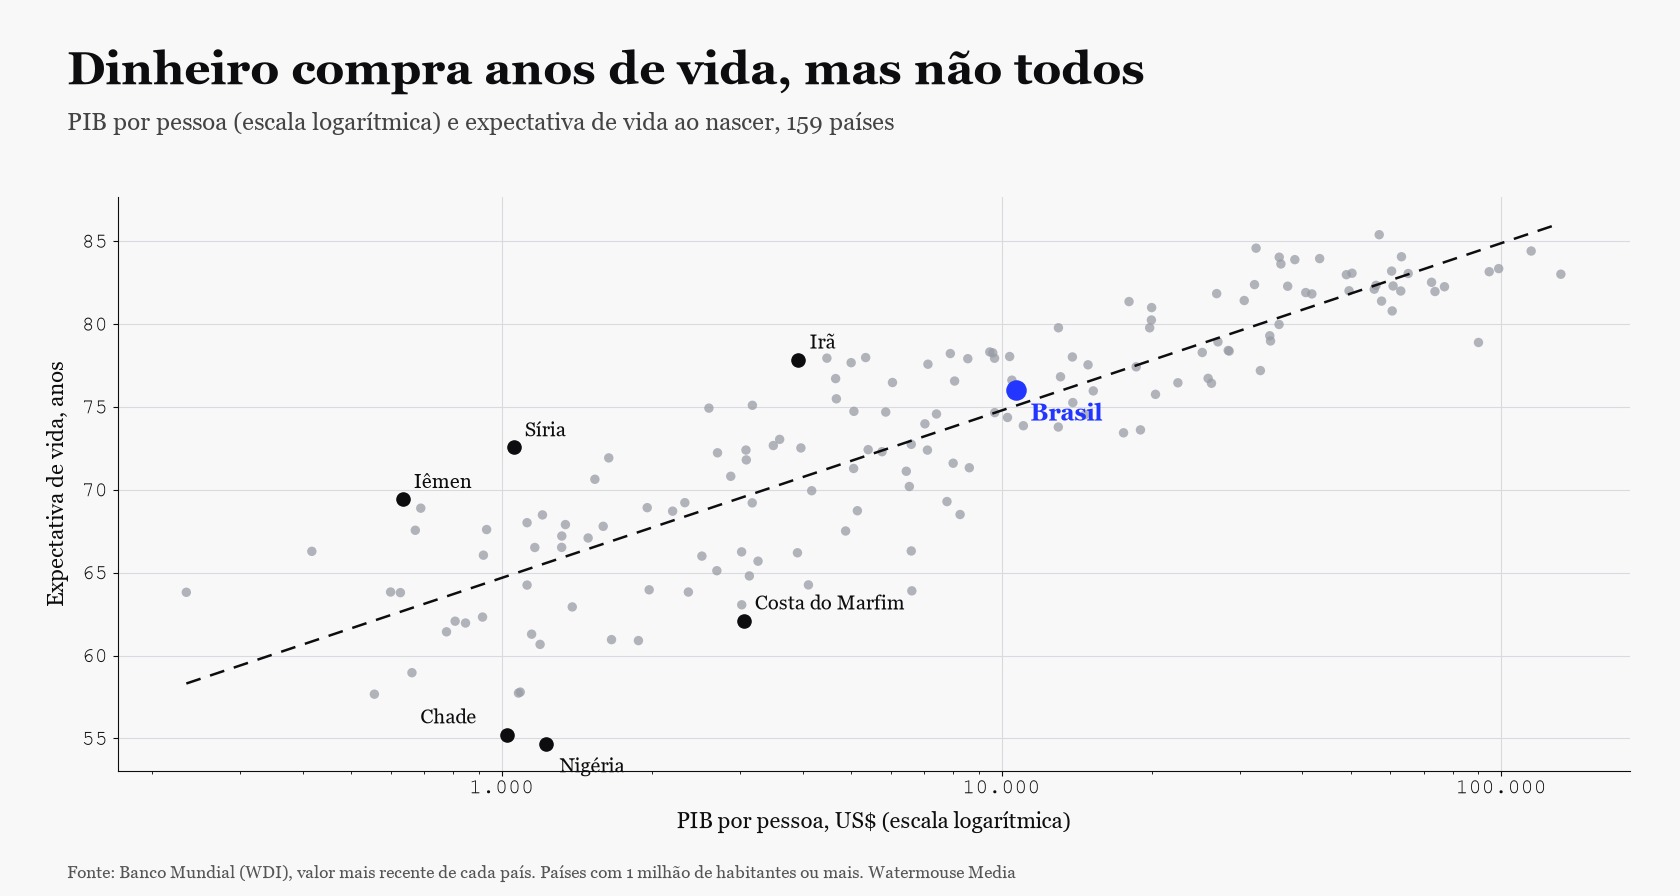 Dinheiro compra anos de vida, mas não todos
PIB por pessoa (escala logarítmica) e expectativa de vida ao nascer, 159 países
Expectativa de vida, anos
85
80
75
70
65
60
55
Irã
Brasil
Síria
Iêmen
Costa do Marfim
Chade
Nigéria
1.000
10.000
100.000
PIB por pessoa, US$ (escala logarítmica)
Fonte: Banco Mundial (WDI), valor mais recente de cada país. Países com 1 milhão de habitantes ou mais. Watermouse Media